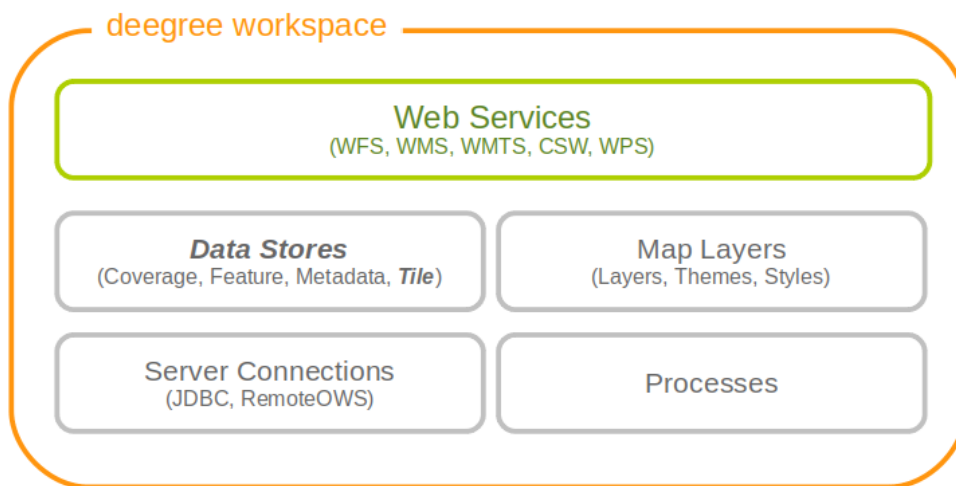 deegree workspace
Web Services
(WFS, WMS, WMTS, CSW, WPS)
Data Stores
(Coverage, Feature, Metadata, Tile)
Map Layers
(Layers, Themes, Styles)
Server Connections
(JDBC, RemoteOWS)
Processes